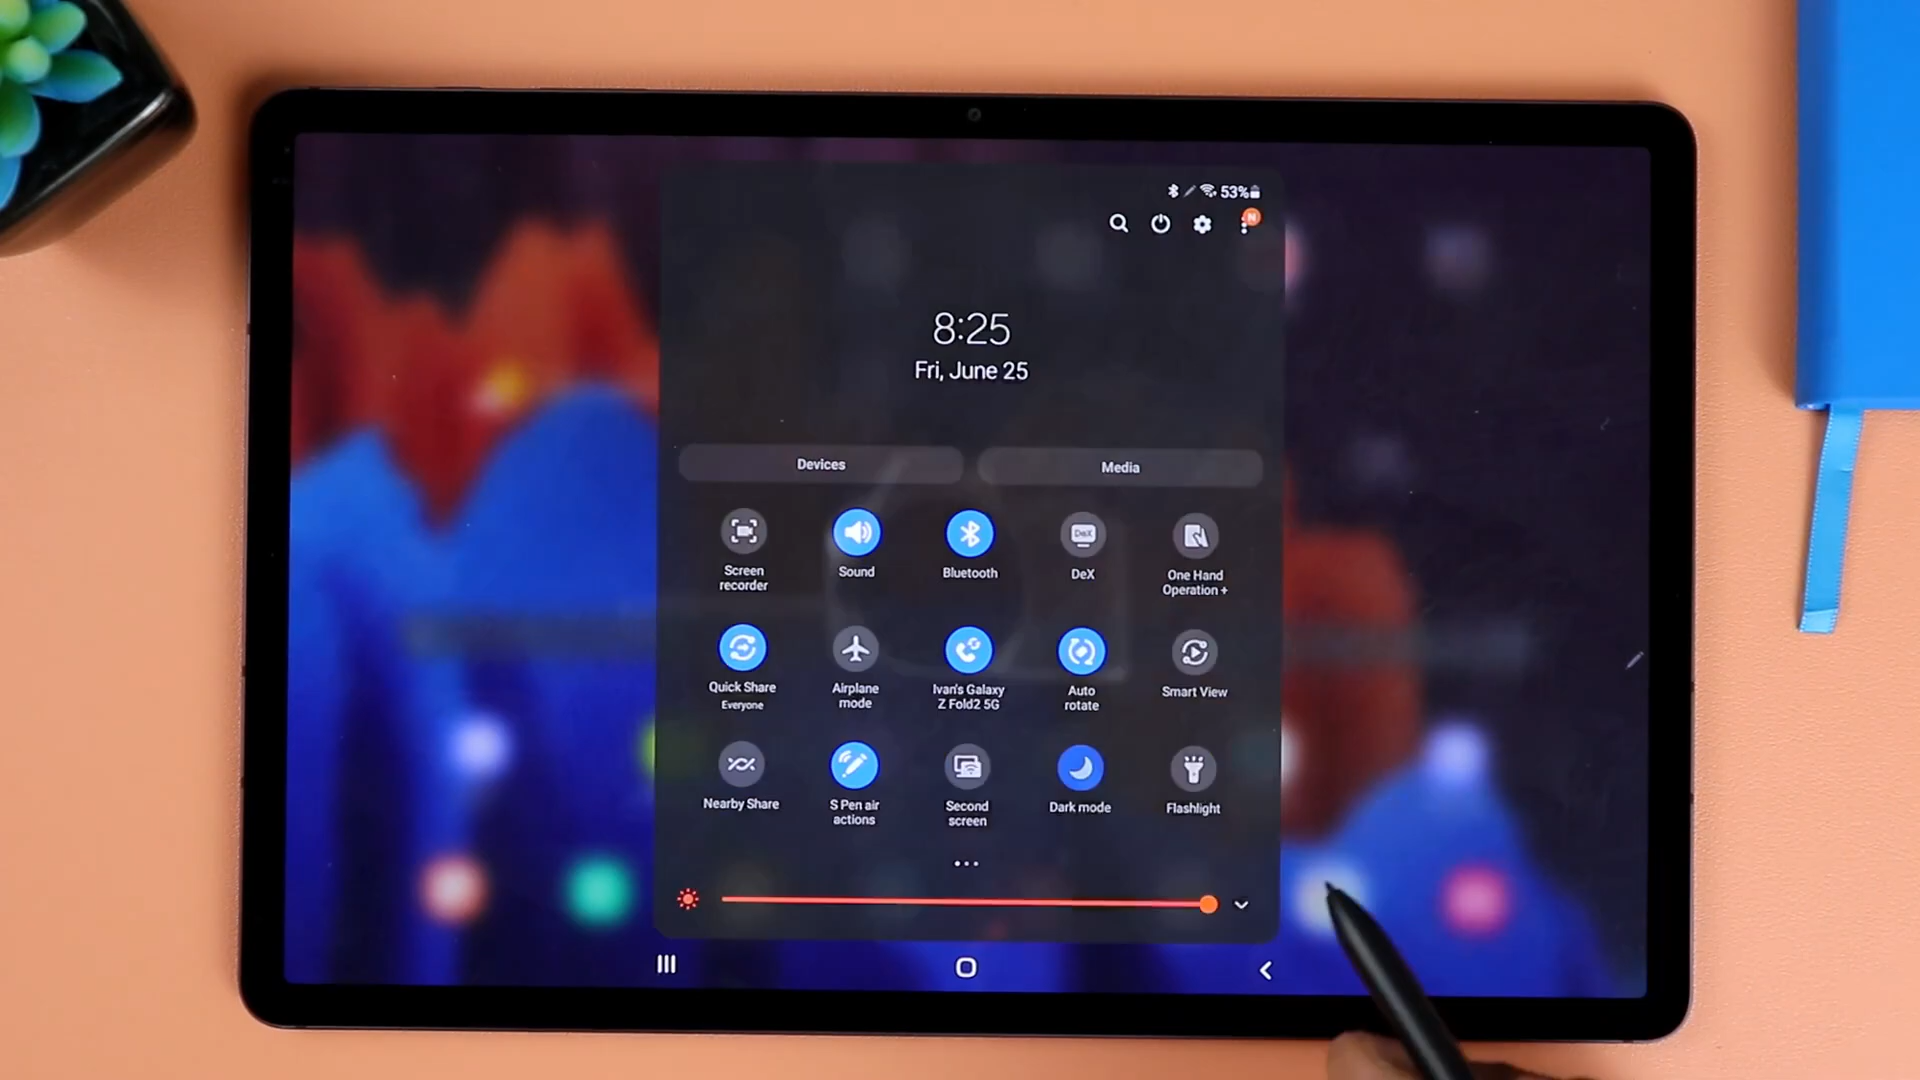 53%
N
8:25
Fri, June 25
Devices
Media
Screen
recorder
Sound
Bluetooth
DeX
DeX
One Hand
Operation +
Quick Share
Everyone
Airplane
mode
Ivan's Galaxy
Z Fold2 5G
Auto
rotate
Smart View
Nearby Share
S Pen air
actions
Second
screen
Dark mode
Flashlight